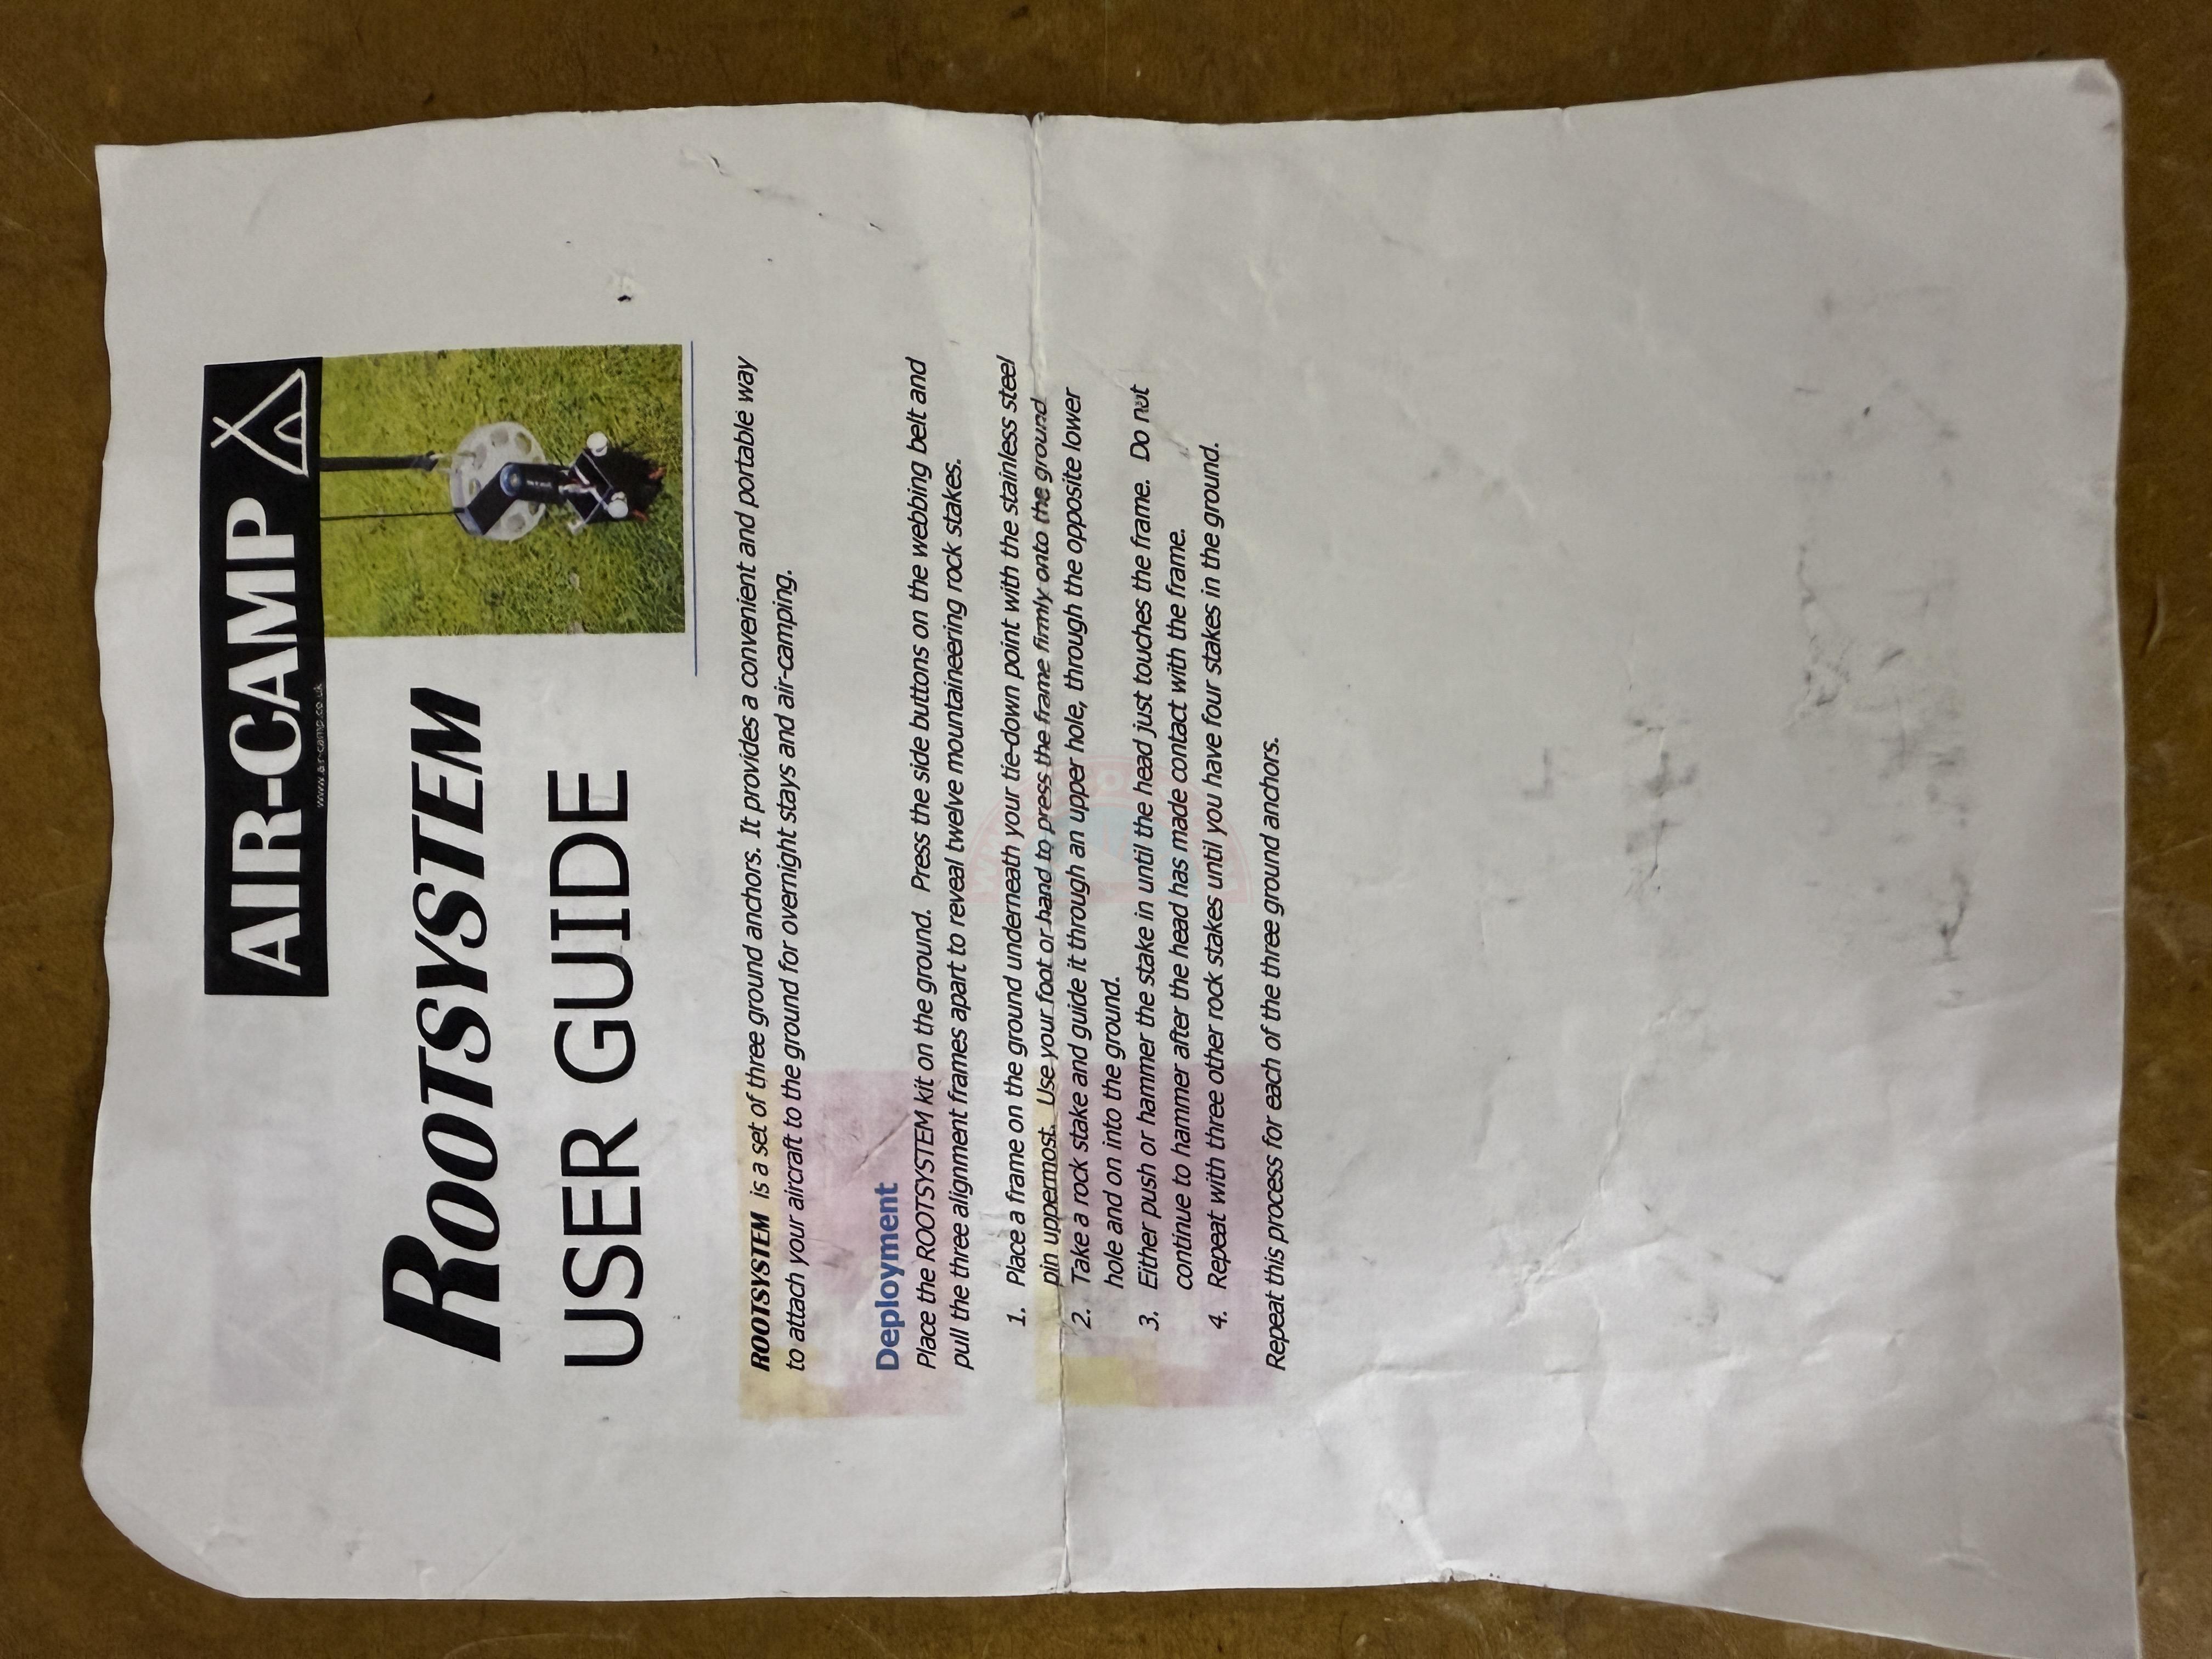 AIR-CAMP
www.air-camp.co.uk
ROOTSYSTEM
USER GUIDE
ROOTSYSTEM is a set of three ground anchors. It provides a convenient and portable way
to attach your aircraft to the ground for overnight stays and air-camping.
Deployment
Place the ROOTSYSTEM kit on the ground. Press the side buttons on the webbing belt and
pull the three alignment frames apart to reveal twelve mountaineering rock stakes.
1. Place a frame on the ground underneath your tie-down point with the stainless steel
pin uppermost. Use your foot or hand to press the frame firmly onto the ground
2. Take a rock stake and guide it through an upper hole, through the opposite lower
hole and on into the ground.
3. Either push or hammer the stake in until the head just touches the frame. Do not
continue to hammer after the head has made contact with the frame.
4. Repeat with three other rock stakes until you have four stakes in the ground.
Repeat this process for each of the three ground anchors.